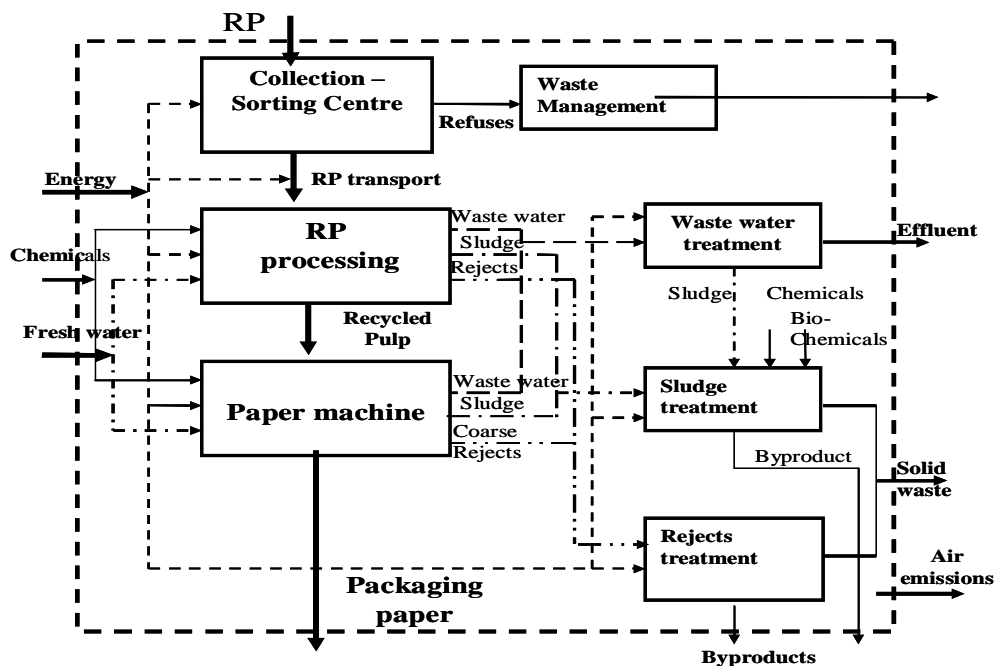 RP
Collection –
Sorting Centre
Waste
Management
Refuses
Energy
RP transport
RP
processing
Waste water
Sludge
Rejects
Waste water
treatment
Effluent
Chemicals
Sludge
Chemicals
Bio-
Chemicals
Fresh water
Recycled
Pulp
Paper machine
Waste water
Sludge
Coarse
Rejects
Sludge
treatment
Byproduct
Solid
waste
Rejects
treatment
Air
emissions
Packaging
paper
Byproducts